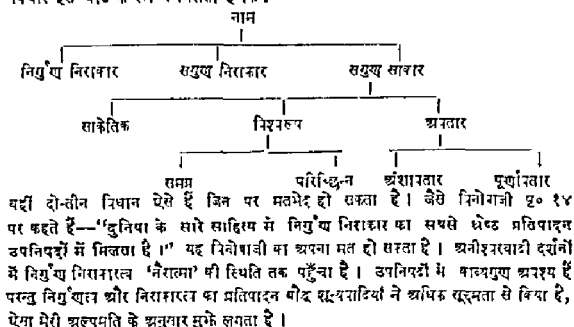 नाम
निर्गुण निराकार सगुण निराकार सगुण साकार
सांकेतिक विश्वरूप अवतार
समग्र परिच्छिन्न अंशावतार पूर्णावतार
यहाँ दो-तीन विधान ऐसे हैं जिन पर मतभेद हो सकता है। जैसे विनोबाजी पृ० १४
पर कहते हैं—"दुनिया के सारे साहित्य में निर्गुण निराकार का सबसे श्रेष्ठ प्रतिपादन
उपनिषदों में मिलता है।" यह विनोबाजी का अपना मत हो सकता है। अनीश्वरवादी दर्शनों
में निर्गुण निराकारत्व 'नैरात्मा' की स्थिति तक पहुँचा है। उपनिषदों में काव्यगुण अवश्य हैं
परन्तु निर्गुणत्व और निराकारत्व का प्रतिपादन बौद्ध शून्यवादियों ने अधिक सूक्ष्मता से किया है,
ऐसा मेरी अल्पमति के अनुसार मुझे लगता है।